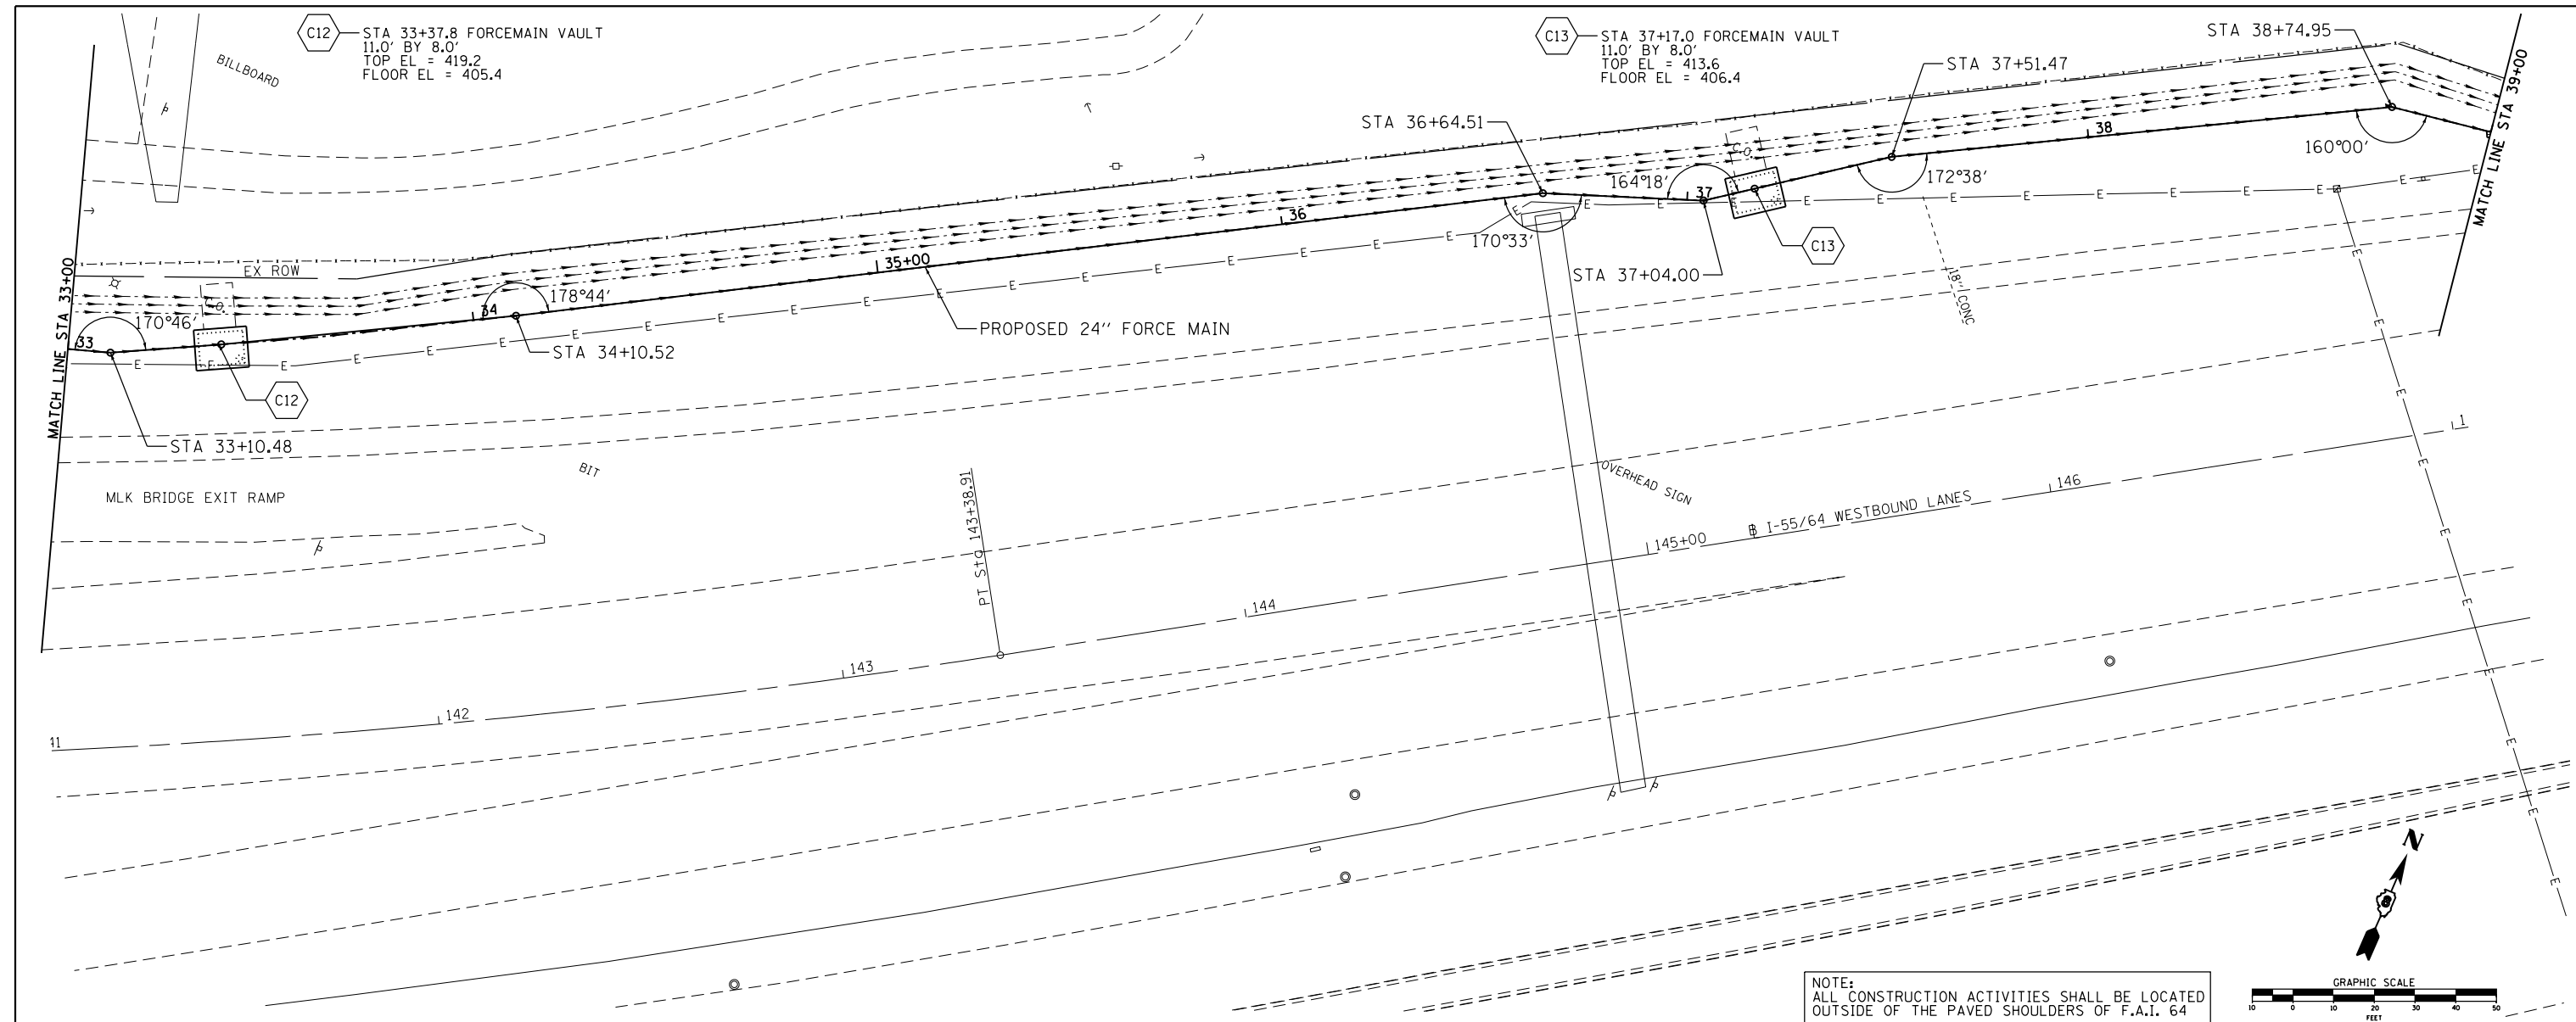 C12
STA 33+37.8 FORCEMAIN VAULT
11.0' BY 8.0'
TOP EL = 419.2
FLOOR EL = 405.4
BILLBOARD
C13
STA 37+17.0 FORCEMAIN VAULT
11.0' BY 8.0'
TOP EL = 413.6
FLOOR EL = 406.4
STA 38+74.95
STA 37+51.47
STA 36+64.51
MATCH LINE STA 39+00
38
160°00'
C.O.
172°38'
164°18'
37
36
170°33'
C13
STA 37+04.00
18'' CONC
MATCH LINE STA 33+00
EX ROW
35+00
C.O.
178°44'
34
170°46'
33
PROPOSED 24'' FORCE MAIN
STA 34+10.52
C12
STA 33+10.48
E E E E E E E E E E E E E E E E E E E E E E E E E E E E E E E E E E E E E E E E E E
BIT
MLK BRIDGE EXIT RAMP
PT Sta 143+38.91
OVERHEAD SIGN
1
146
B I-55/64 WESTBOUND LANES
145+00
144
143
142
41
N
8
NOTE:
ALL CONSTRUCTION ACTIVITIES SHALL BE LOCATED
OUTSIDE OF THE PAVED SHOULDERS OF F.A.I. 64
GRAPHIC SCALE
10 0 10 20 30 40 50
FEET